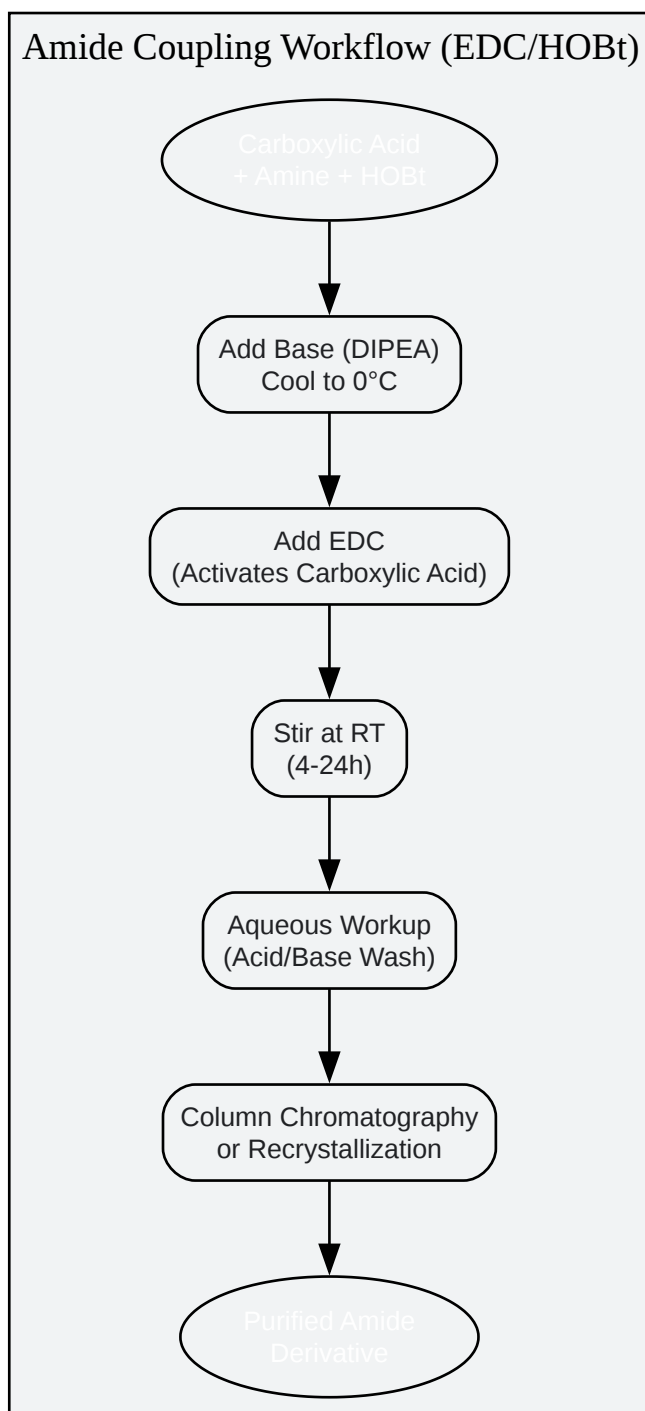 Amide Coupling Workflow (EDC/HOBt)
Carboxylic Acid
+ Amine + HOBt
Add Base (DIPEA)
Cool to 0°C
Add EDC
(Activates Carboxylic Acid)
Stir at RT
(4-24h)
Aqueous Workup
(Acid/Base Wash)
Column Chromatography
or Recrystallization
Purified Amide
Derivative